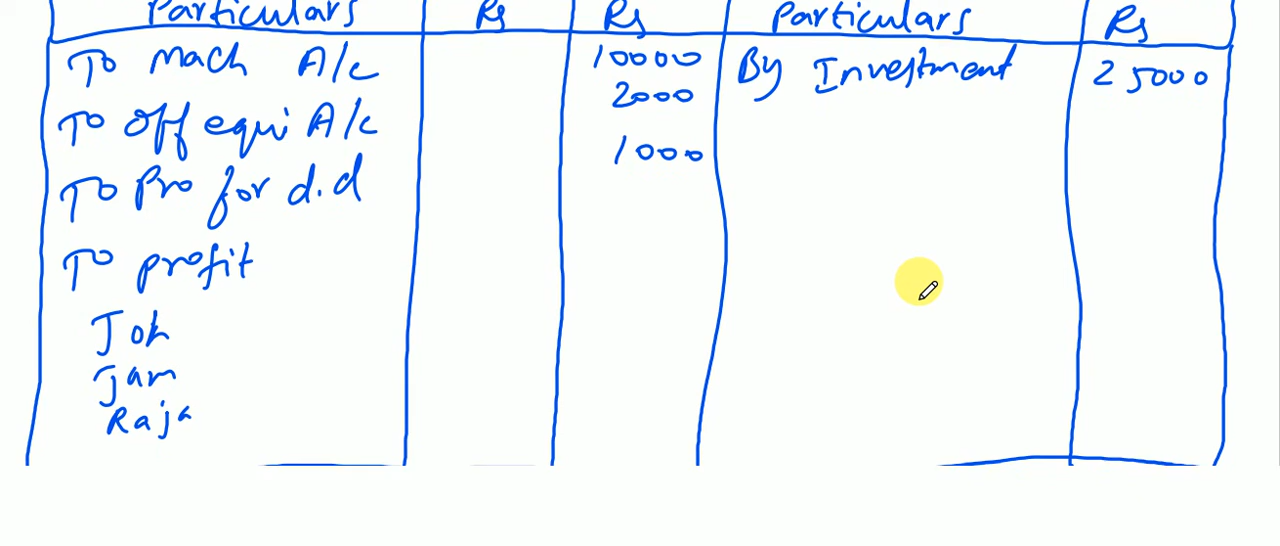 Particulars Rs Rs Particulars Rs
To Mach A/c 10000 By Investment 25000
To Off equi A/c 2000
To Pro for d.d 1000
To profit
Joh
Jam
Raja